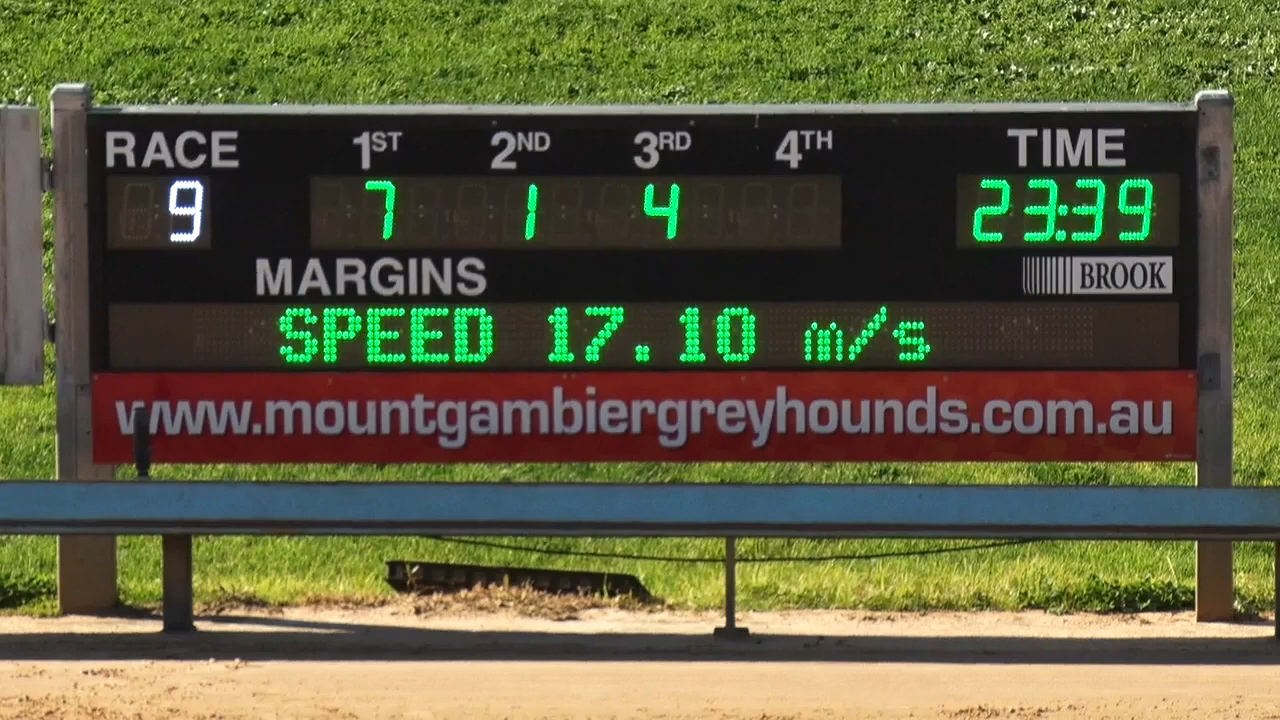 RACE 1ST 2ND 3RD 4TH TIME
9 7 1 4 23:39
MARGINS BROOK
SPEED 17.10 m/s
www.mountgambiergreyhounds.com.au